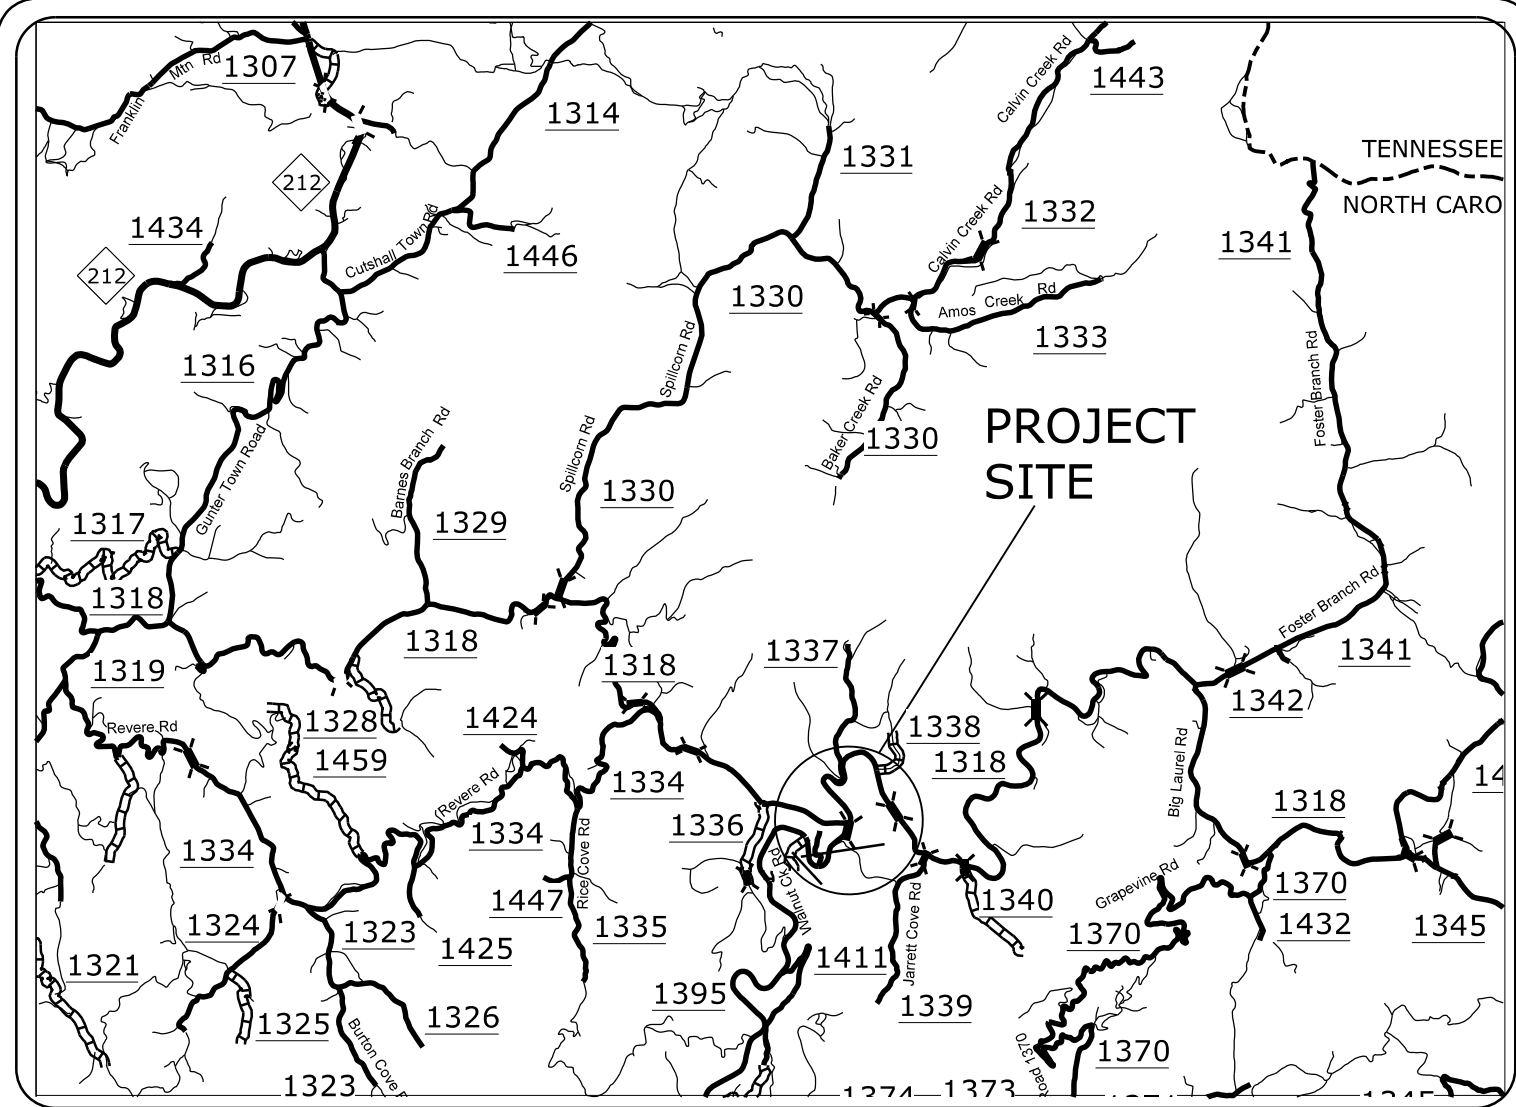 1307
Franklin Mtn Rd
1314
Calvin Creek Rd
1443
1331
TENNESSEE
NORTH CARO
212
1434
Cutshall Town Rd
1446
1332
Calvin Creek Rd
1341
212
1330
Amos Creek Rd
1333
1316
Spillcorn Rd
Foster Branch Rd
Baker Creek Rd
1330
PROJECT
SITE
Barnes Branch Rd
Spillcorn Rd
1330
Gunter Town Road
1317
1329
1318
Foster Branch Rd
1318
1318
1337
1341
1319
1342
Revere Rd
1328
1424
1338
1459
1318
Revere Rd
1334
Big Laurel Rd
14
1318
1334
1334
1336
Rice Cove Rd
Walnut Ck Rd
Grapevine Rd
1370
1447
1340
Jarrett Cove Rd
1324
1323
1335
1370
1432
1345
1425
1411
1321
1395
1339
1325
1326
Burton Cove
1370
Road 1370
1323
1374
1373
1345